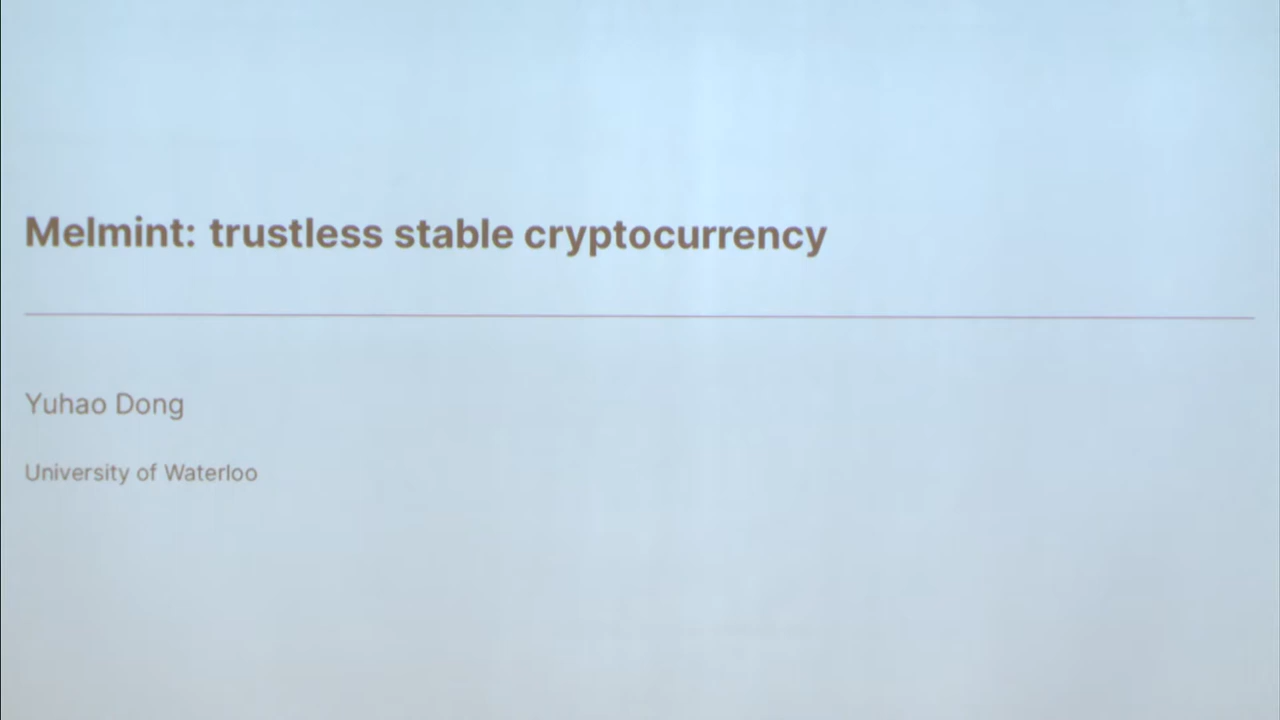 Melmint: trustless stable cryptocurrency
Yuhao Dong
University of Waterloo